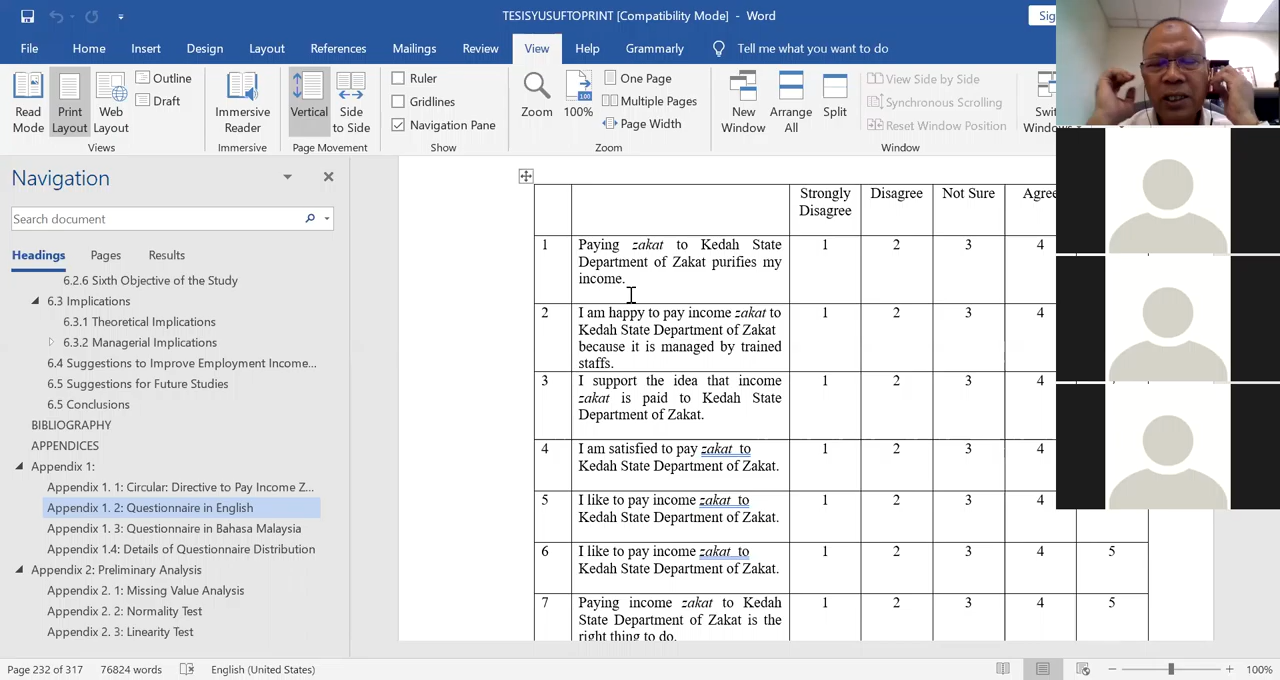 TESISYUSUFTOPRINT [Compatibility Mode] - Word
Sig
File Home Insert Design Layout References Mailings Review View Help Grammarly Tell me what you want to do
Read Mode
Print Layout
Web Layout
Outline
Draft
Views
Immersive Reader
Immersive
Vertical
Side to Side
Page Movement
Ruler
Gridlines
Navigation Pane
Show
Zoom
100
100%
One Page
Multiple Pages
Page Width
Zoom
New Window
Arrange All
Split
View Side by Side
Synchronous Scrolling
Reset Window Position
Window
Navigation
Search document
Headings Pages Results
6.2.6 Sixth Objective of the Study
6.3 Implications
6.3.1 Theoretical Implications
6.3.2 Managerial Implications
6.4 Suggestions to Improve Employment Income...
6.5 Suggestions for Future Studies
6.5 Conclusions
BIBLIOGRAPHY
APPENDICES
Appendix 1:
Appendix 1. 1: Circular: Directive to Pay Income Z...
Appendix 1. 2: Questionnaire in English
Appendix 1. 3: Questionnaire in Bahasa Malaysia
Appendix 1.4: Details of Questionnaire Distribution
Appendix 2: Preliminary Analysis
Appendix 2. 1: Missing Value Analysis
Appendix 2. 2: Normality Test
Appendix 2. 3: Linearity Test
Strongly Disagree Not Sure Agree
Disagree
1 Paying zakat to Kedah State 1 2 3 4
Department of Zakat purifies my
income.
2 I am happy to pay income zakat to 1 2 3 4
Kedah State Department of Zakat
because it is managed by trained
staffs.
3 I support the idea that income 1 2 3 4
zakat is paid to Kedah State
Department of Zakat.
4 I am satisfied to pay zakat to 1 2 3 4
Kedah State Department of Zakat.
5 I like to pay income zakat to 1 2 3 4
Kedah State Department of Zakat.
6 I like to pay income zakat to 1 2 3 4 5
Kedah State Department of Zakat.
7 Paying income zakat to Kedah 1 2 3 4 5
State Department of Zakat is the
right thing to do.
Page 232 of 317 76824 words English (United States) 100%